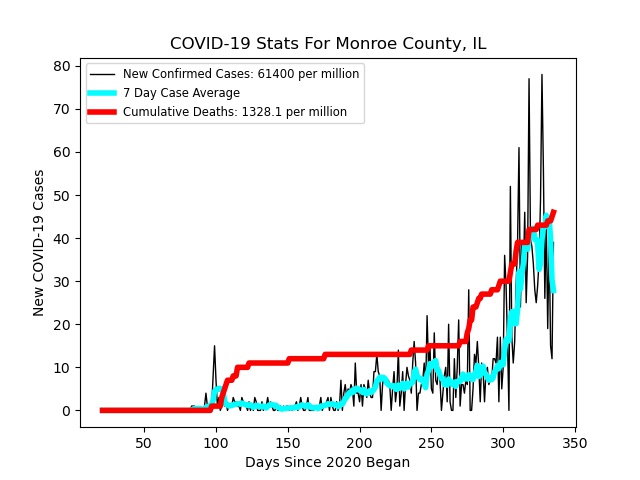 COVID-19 Stats For Monroe County, IL
New Confirmed Cases: 61400 per million
7 Day Case Average
Cumulative Deaths: 1328.1 per million
New COVID-19 Cases
80
70
60
50
40
30
20
10
0
50
100
150
200
250
300
350
Days Since 2020 Began